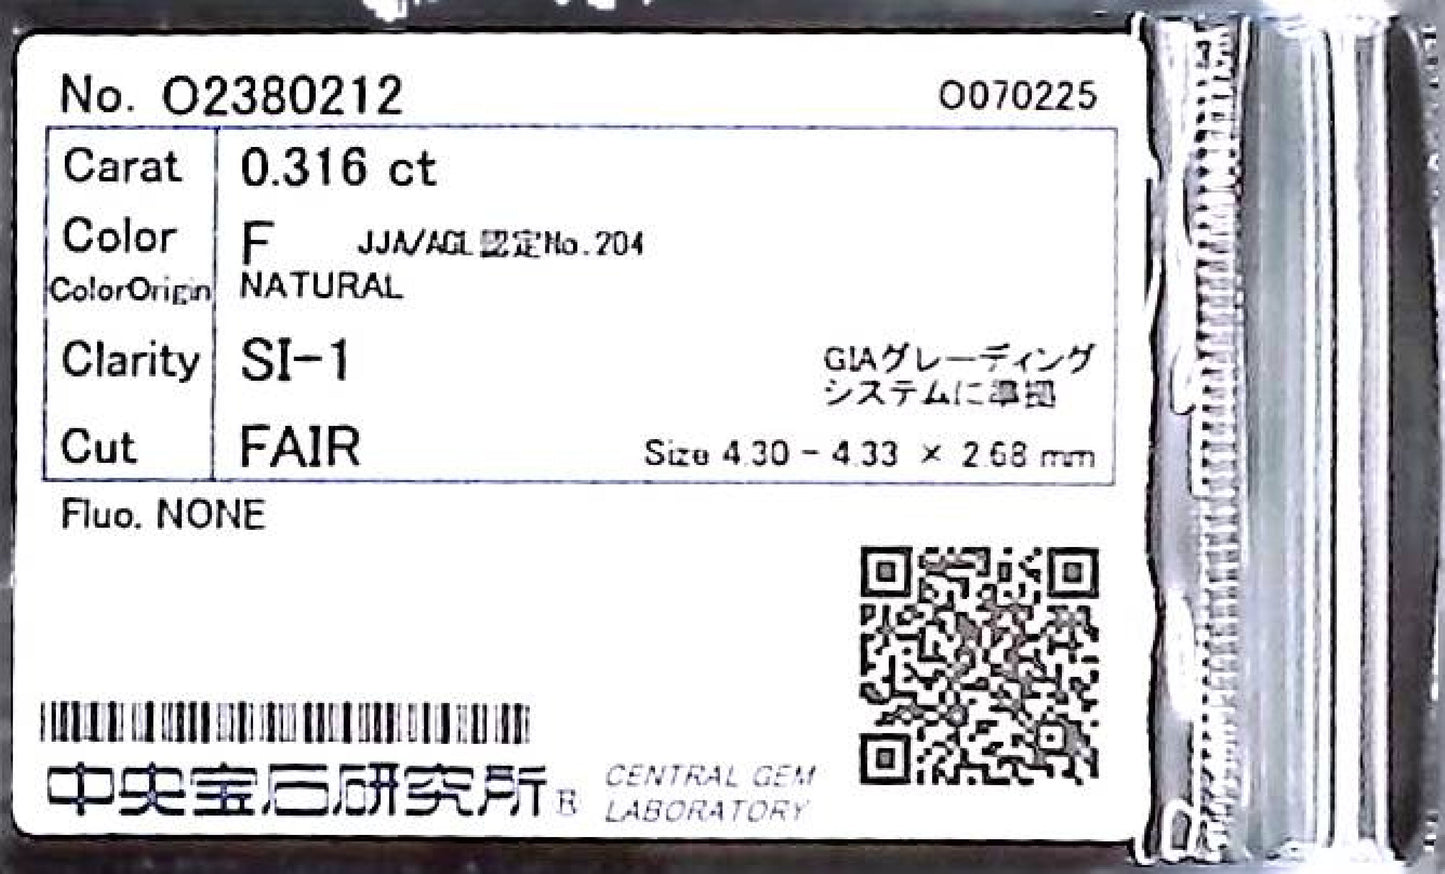 No. O2380212
O070225
Carat 0.316 ct
Color F JJA/AGL認定No.204
ColorOrigin NATURAL
Clarity SI-1
GIAグレーディング
システムに準拠
Cut FAIR Size 4.30 - 4.33 × 2.68 mm
Fluo. NONE
中央宝石研究所®
CENTRAL GEM
LABORATORY